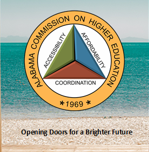 ALABAMA COMMISSION ON HIGHER EDUCATION
ACCESSIBILITY
AFFORDABILITY
COORDINATION
★ 1969 ★
Opening Doors for a Brighter Future